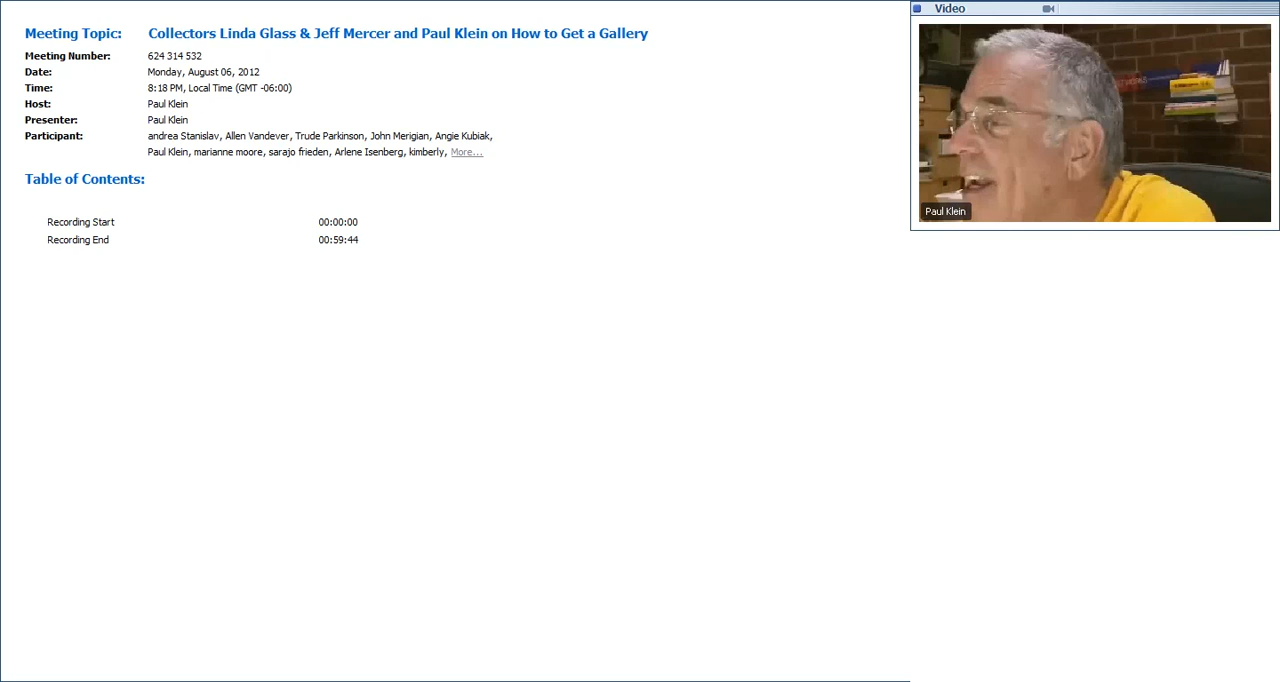 Meeting Topic: Collectors Linda Glass & Jeff Mercer and Paul Klein on How to Get a Gallery
Meeting Number: 624 314 532
Date: Monday, August 06, 2012
Time: 8:18 PM, Local Time (GMT -06:00)
Host: Paul Klein
Presenter: Paul Klein
Participant: andrea Stanislav, Allen Vandever, Trude Parkinson, John Merigian, Angie Kubiak,
Paul Klein, marianne moore, sarajo frieden, Arlene Isenberg, kimberly, More...
Table of Contents:
Recording Start 00:00:00
Recording End 00:59:44
Video
Paul Klein